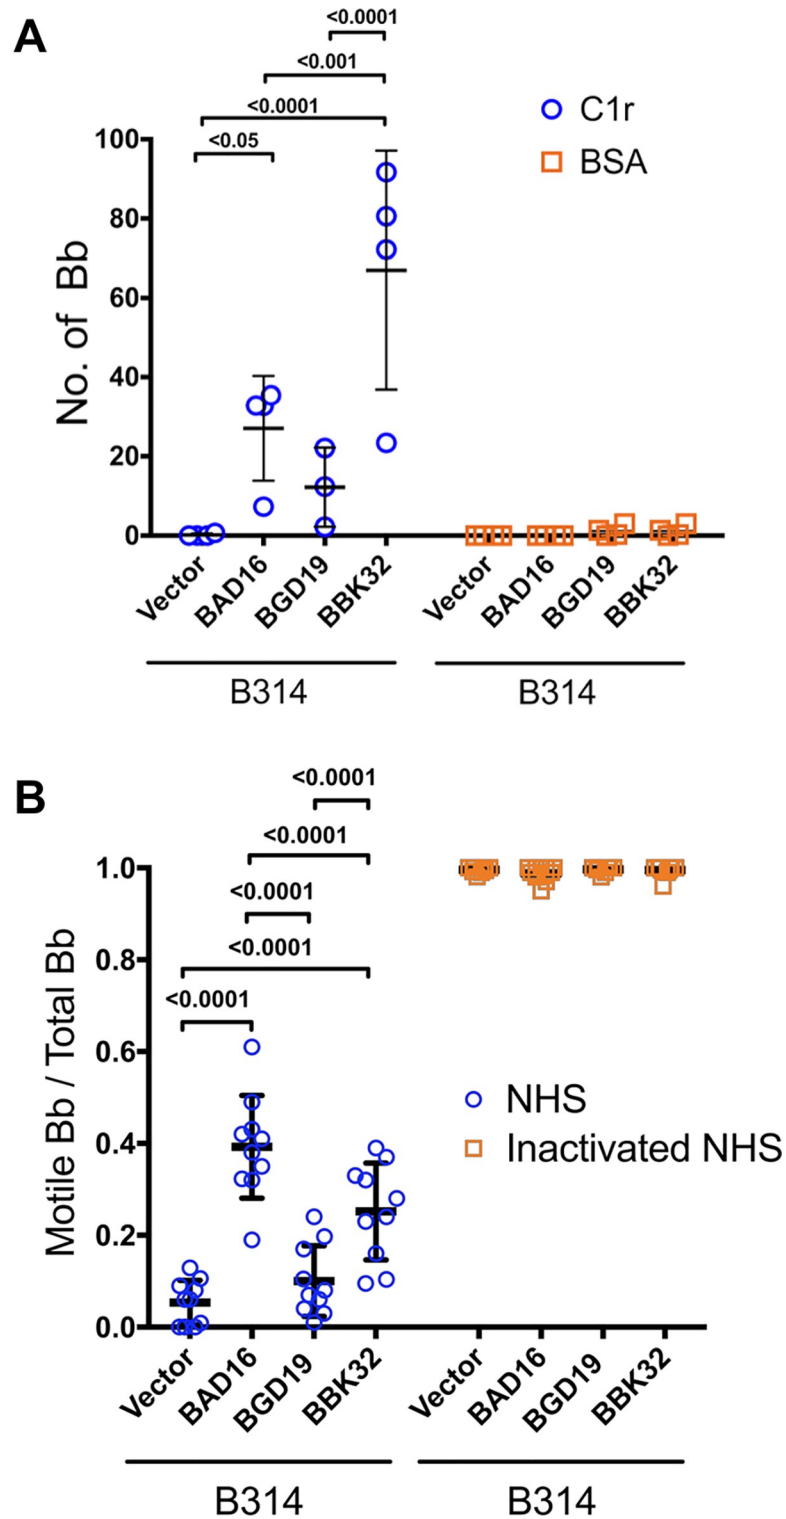 A
<0.0001
<0.001
<0.0001
<0.05
C1r
BSA
100
80
60
40
20
0
No. of Bb
Vector
BAD16
BGD19
BBK32
Vector
BAD16
BGD19
BBK32
B314
B314
B
<0.0001
<0.0001
<0.0001
<0.0001
<0.0001
1.0
0.8
0.6
0.4
0.2
0.0
Motile Bb / Total Bb
NHS
Inactivated NHS
Vector
BAD16
BGD19
BBK32
Vector
BAD16
BGD19
BBK32
B314
B314